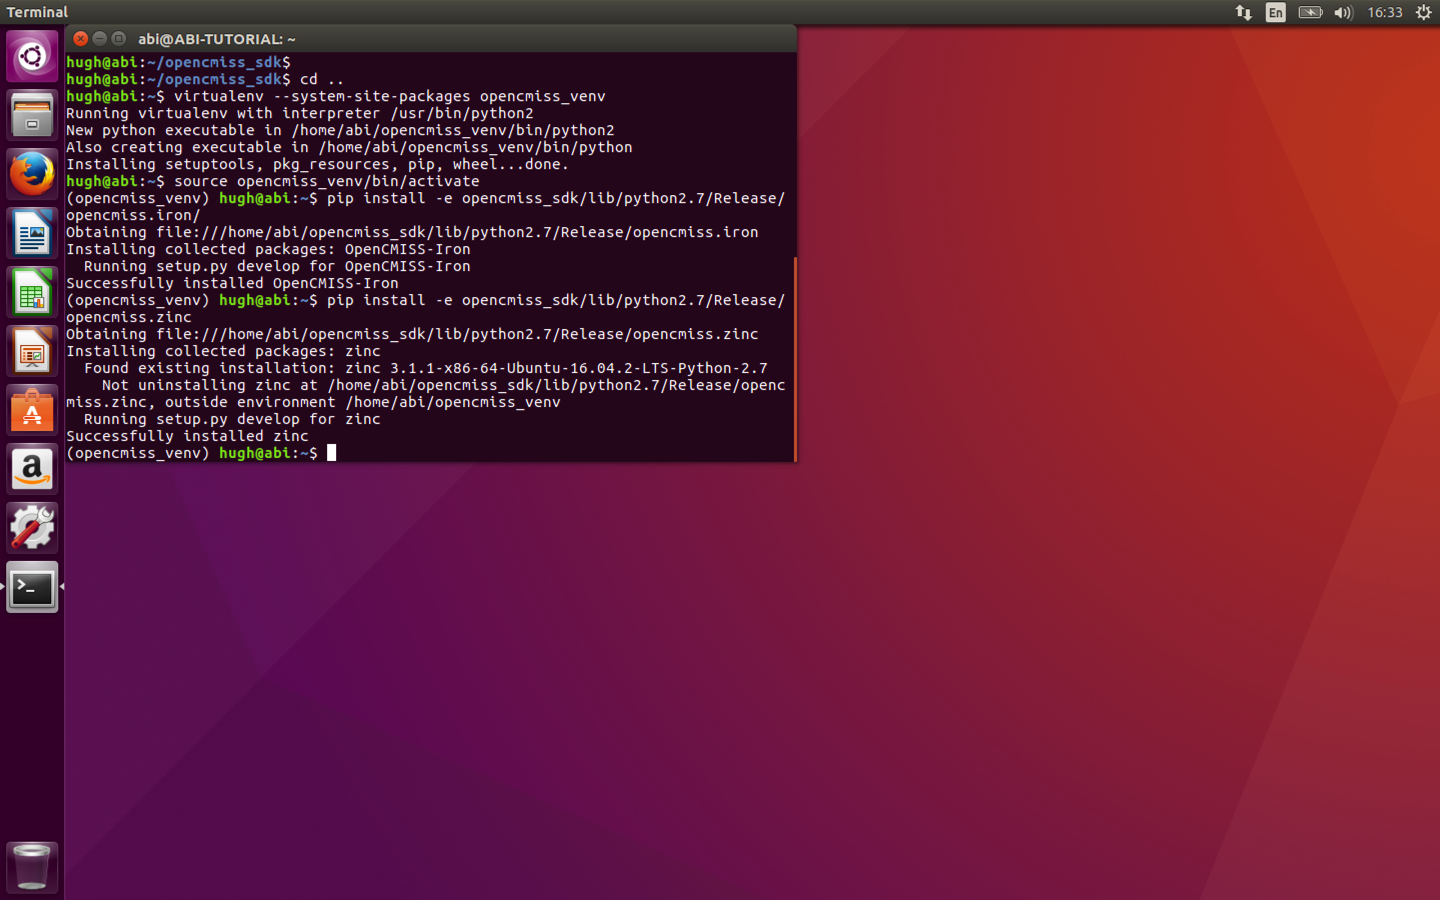 Terminal
En
16:33
abi@ABI-TUTORIAL: ~
hugh@abi:~/opencmiss_sdk$
hugh@abi:~/opencmiss_sdk$ cd ..
hugh@abi:~$ virtualenv --system-site-packages opencmiss_venv
Running virtualenv with interpreter /usr/bin/python2
New python executable in /home/abi/opencmiss_venv/bin/python2
Also creating executable in /home/abi/opencmiss_venv/bin/python
Installing setuptools, pkg_resources, pip, wheel...done.
hugh@abi:~$ source opencmiss_venv/bin/activate
(opencmiss_venv) hugh@abi:~$ pip install -e opencmiss_sdk/lib/python2.7/Release/
opencmiss.iron/
Obtaining file:///home/abi/opencmiss_sdk/lib/python2.7/Release/opencmiss.iron
Installing collected packages: OpenCMISS-Iron
  Running setup.py develop for OpenCMISS-Iron
Successfully installed OpenCMISS-Iron
(opencmiss_venv) hugh@abi:~$ pip install -e opencmiss_sdk/lib/python2.7/Release/
opencmiss.zinc
Obtaining file:///home/abi/opencmiss_sdk/lib/python2.7/Release/opencmiss.zinc
Installing collected packages: zinc
  Found existing installation: zinc 3.1.1-x86-64-Ubuntu-16.04.2-LTS-Python-2.7
    Not uninstalling zinc at /home/abi/opencmiss_sdk/lib/python2.7/Release/openc
miss.zinc, outside environment /home/abi/opencmiss_venv
  Running setup.py develop for zinc
Successfully installed zinc
(opencmiss_venv) hugh@abi:~$